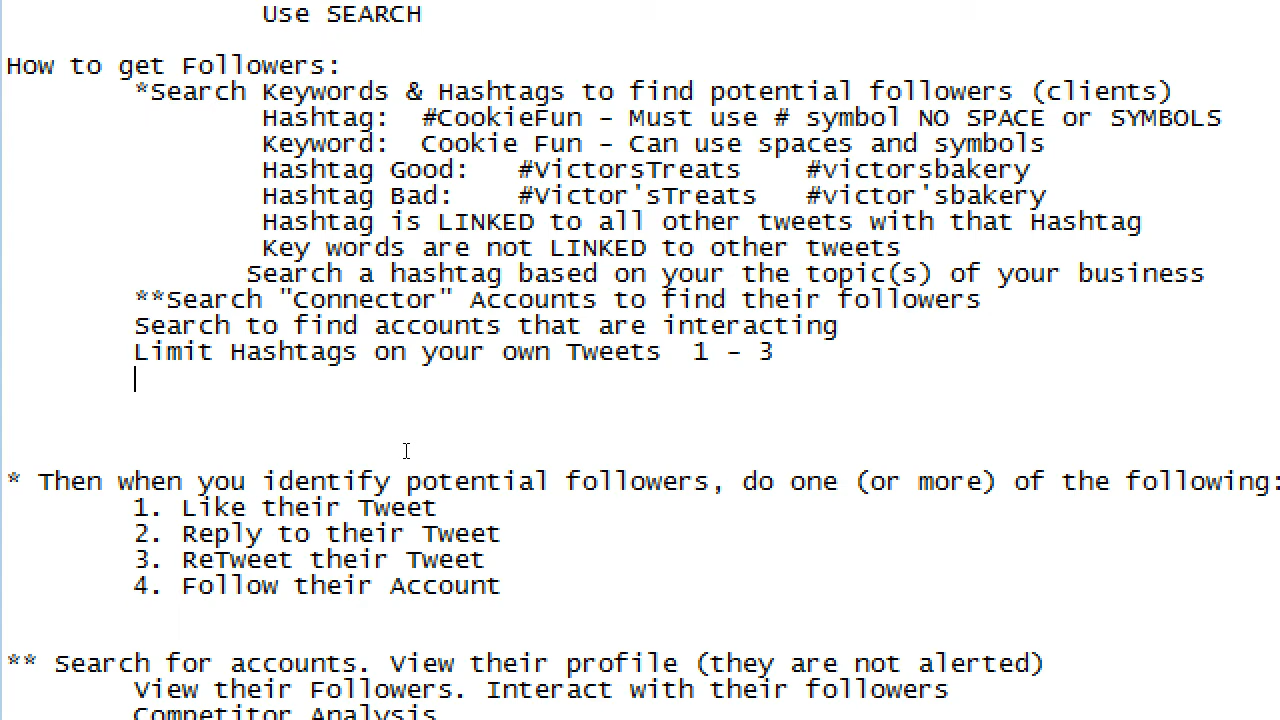 Use SEARCH
How to get Followers:
*Search Keywords & Hashtags to find potential followers (clients)
Hashtag: #CookieFun – Must use # symbol NO SPACE or SYMBOLS
Keyword: Cookie Fun – Can use spaces and symbols
Hashtag Good: #VictorsTreats #victorsbakery
Hashtag Bad: #Victor'sTreats #victor'sbakery
Hashtag is LINKED to all other tweets with that Hashtag
Key words are not LINKED to other tweets
Search a hashtag based on your the topic(s) of your business
**Search "Connector" Accounts to find their followers
Search to find accounts that are interacting
Limit Hashtags on your own Tweets 1 – 3
* Then when you identify potential followers, do one (or more) of the following:
1. Like their Tweet
2. Reply to their Tweet
3. ReTweet their Tweet
4. Follow their Account
** Search for accounts. View their profile (they are not alerted)
View their Followers. Interact with their followers
Competitor Analysis